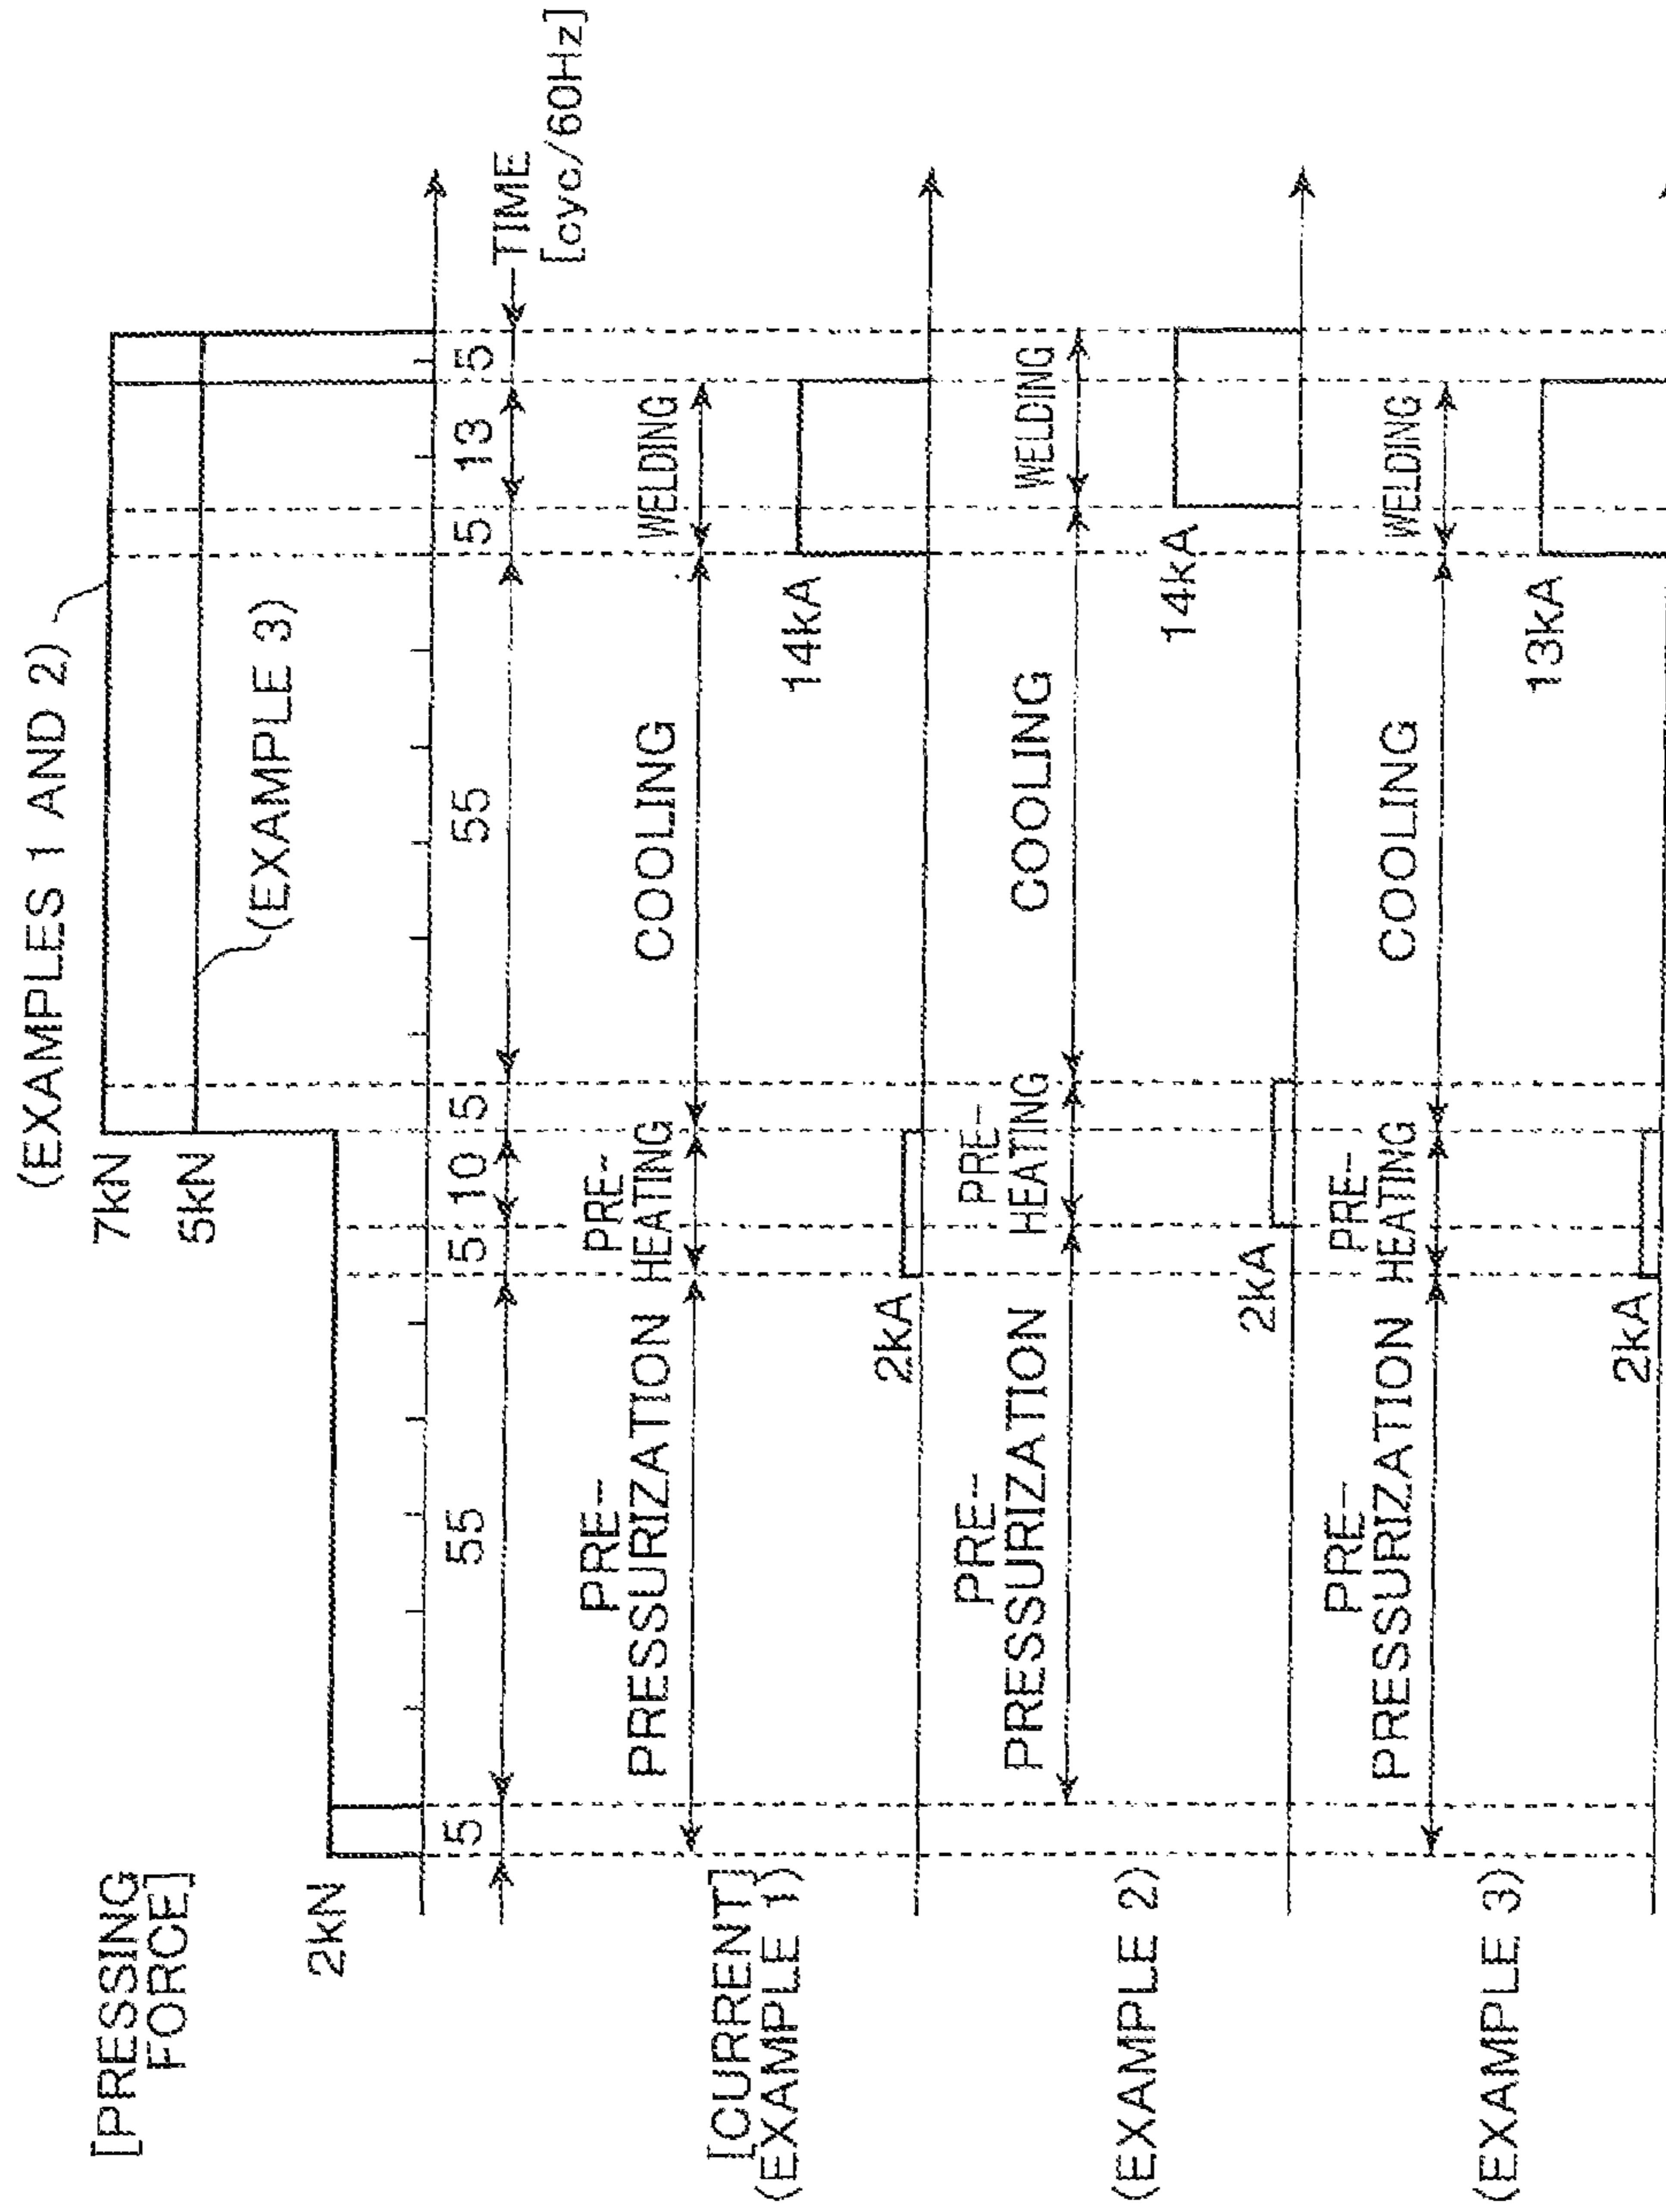 (EXAMPLES 1 AND 2)
[PRESSING
FORCE]
7kN
5kN
(EXAMPLE 3)
2kN
5
55
5
10
5
55
5
13
5
TIME
[cyc/60Hz]
[CURRENT]
(EXAMPLE 1)
PRE--
PRESSURIZATION
PRE--
HEATING
COOLING
WELDING
2kA
14kA
(EXAMPLE 2)
PRE--
PRESSURIZATION
PRE--
HEATING
COOLING
WELDING
2kA
14kA
(EXAMPLE 3)
PRE--
PRESSURIZATION
PRE--
HEATING
COOLING
WELDING
2kA
13kA